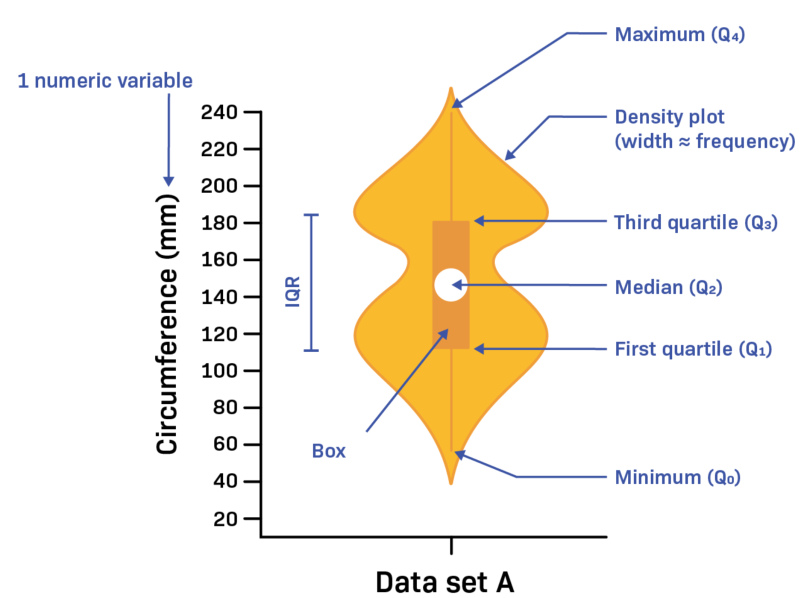 Maximum (Q₄)
1 numeric variable
Density plot
(width ≈ frequency)
240
220
200
180
160
140
120
100
80
60
40
20
Circumference (mm)
IQR
Third quartile (Q₃)
Median (Q₂)
First quartile (Q₁)
Box
Minimum (Q₀)
Data set A